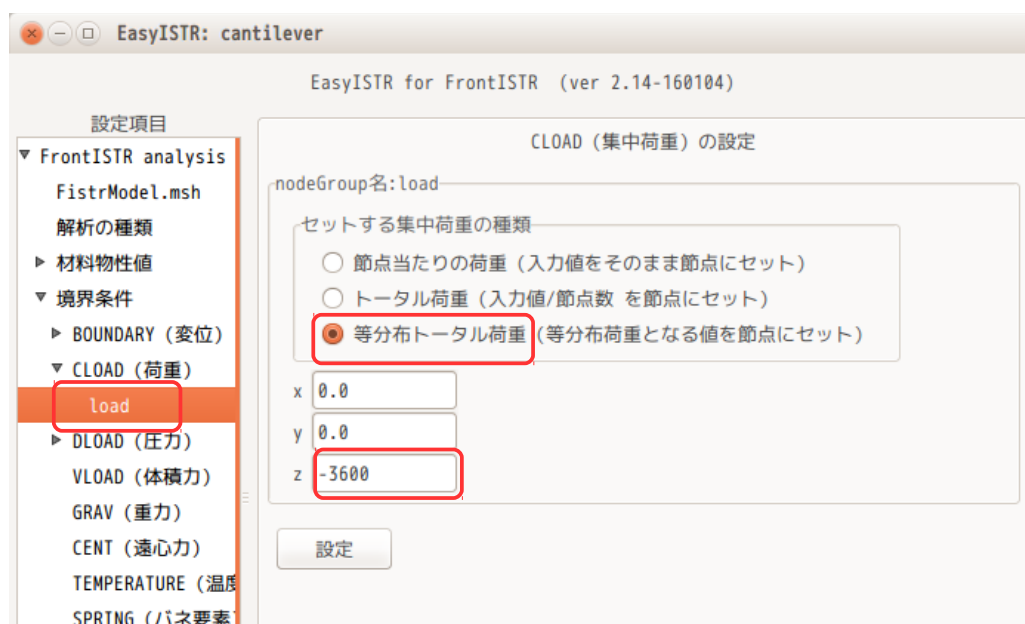 EasyISTR: cantilever
EasyISTR for FrontISTR (ver 2.14-160104)
設定項目
FrontISTR analysis
FistrModel.msh
解析の種類
材料物性値
境界条件
BOUNDARY (変位)
CLOAD (荷重)
load
DLOAD (圧力)
VLOAD (体積力)
GRAV (重力)
CENT (遠心力)
TEMPERATURE (温度
SPRING (バネ要素)
CLOAD (集中荷重) の設定
nodeGroup名:load
セットする集中荷重の種類
節点当たりの荷重 (入力値をそのまま節点にセット)
トータル荷重 (入力値/節点数 を節点にセット)
等分布トータル荷重 (等分布荷重となる値を節点にセット)
x 0.0
y 0.0
z -3600
設定